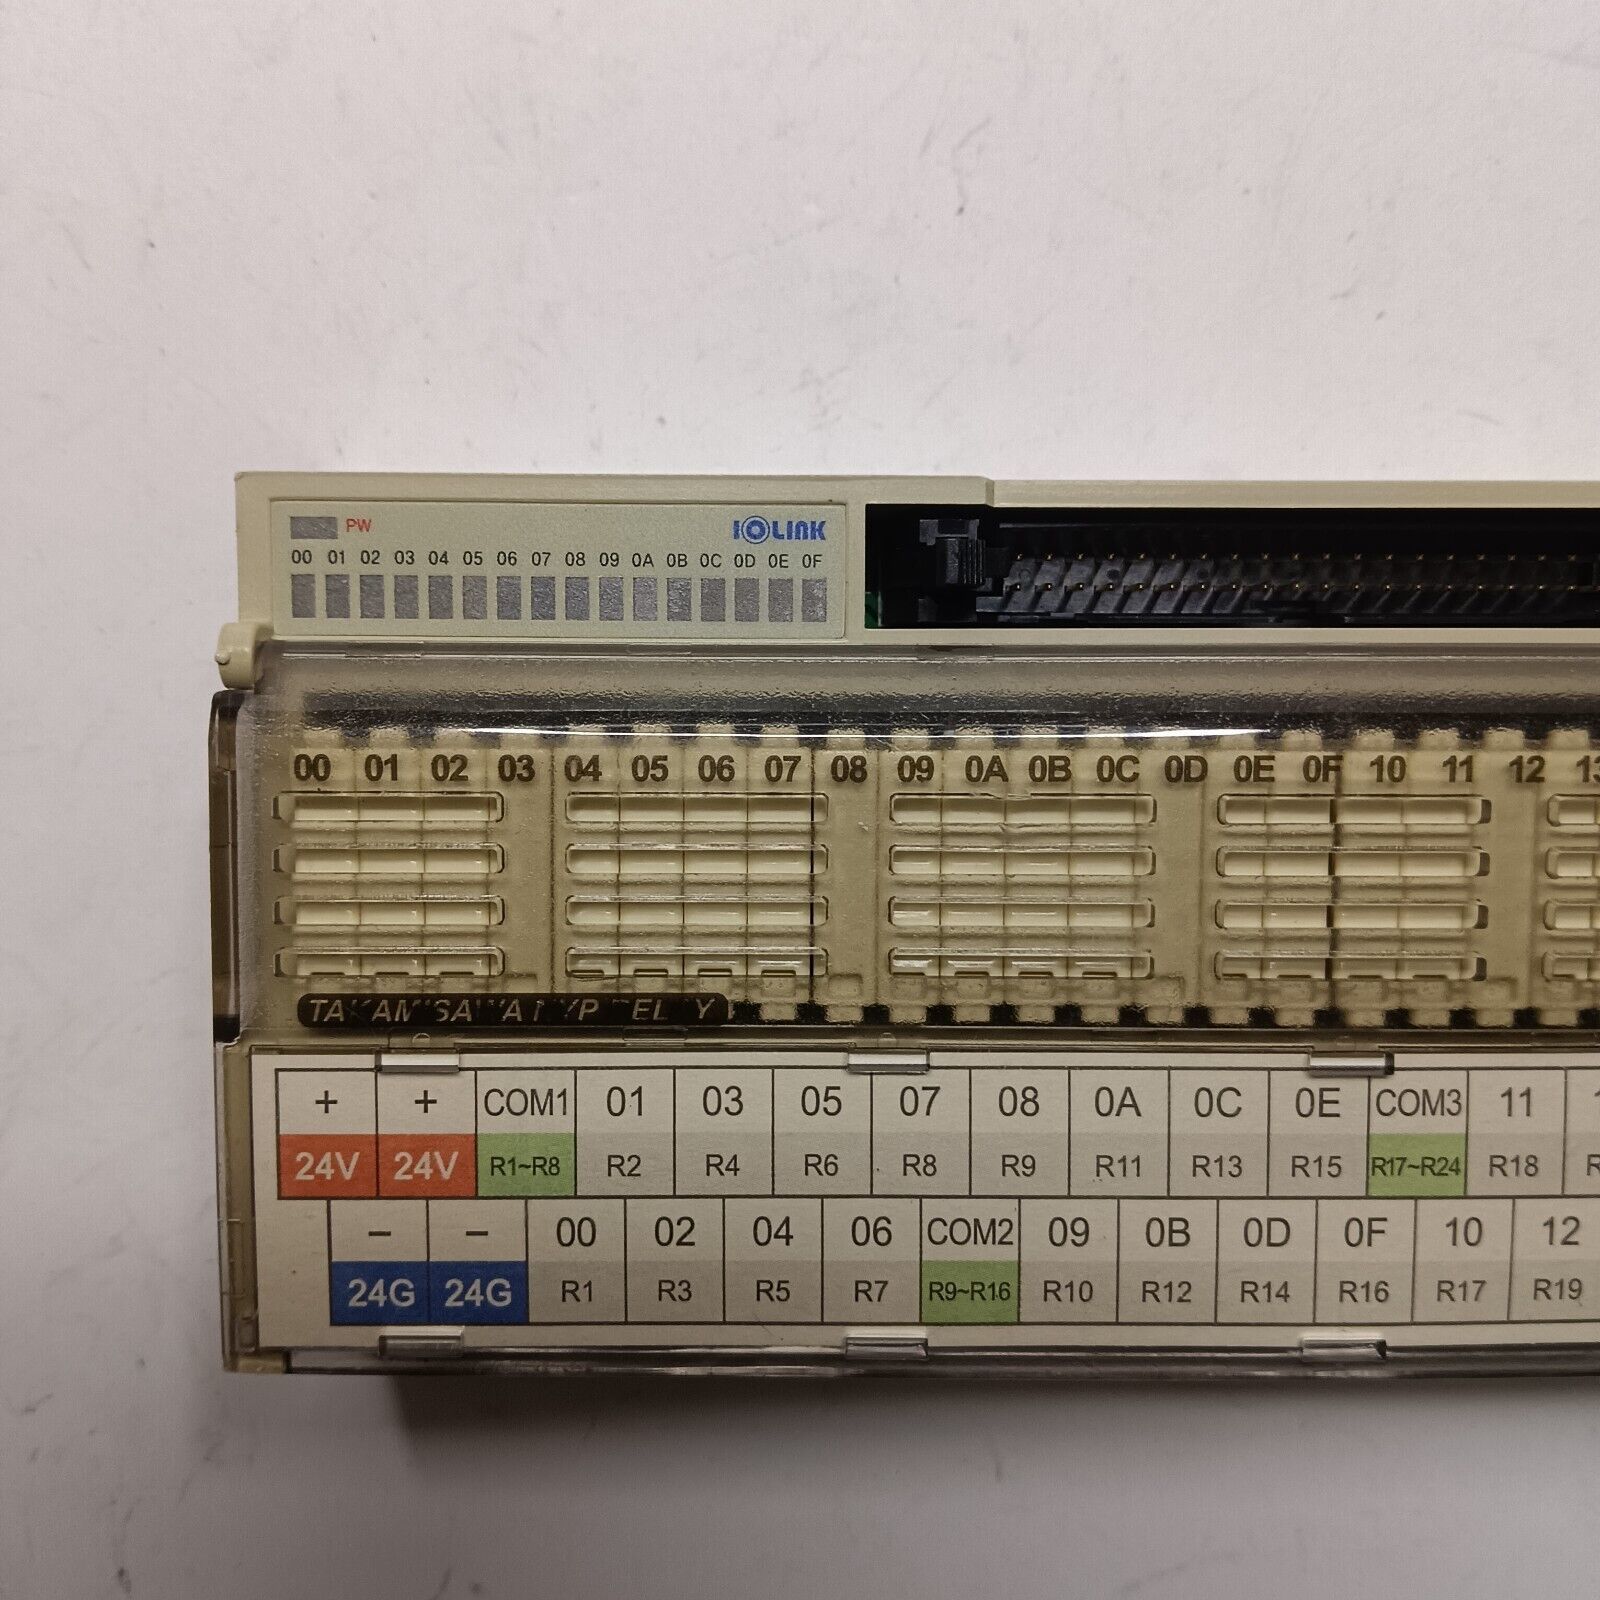 PW
IOLINK
00 01 02 03 04 05 06 07 08 09 0A 0B 0C 0D 0E 0F
00 01 02 03 04 05 06 07 08 09 0A 0B 0C 0D 0E 0F 10 11 12 13
+ + COM1 01 03 05 07 08 0A 0C 0E COM3 11
24V 24V R1~R8 R2 R4 R6 R8 R9 R11 R13 R15 R17~R24 R18
− − 00 02 04 06 COM2 09 0B 0D 0F 10 12
24G 24G R1 R3 R5 R7 R9~R16 R10 R12 R14 R16 R17 R19